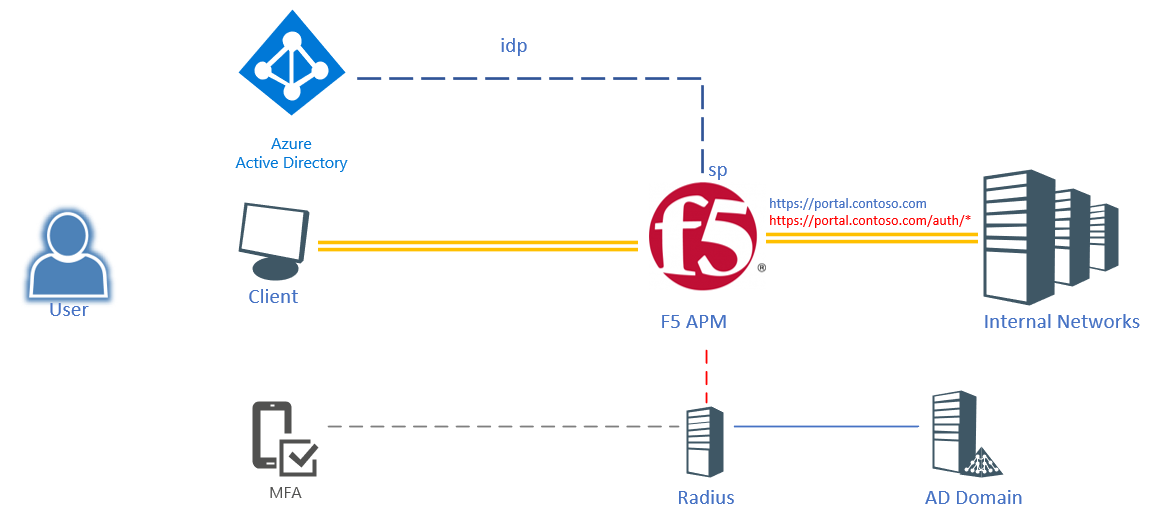 idp
Azure
Active Directory
sp
https://portal.contoso.com
https://portal.contoso.com/auth/*
f5
®
User
Client
F5 APM
Internal Networks
MFA
Radius
AD Domain